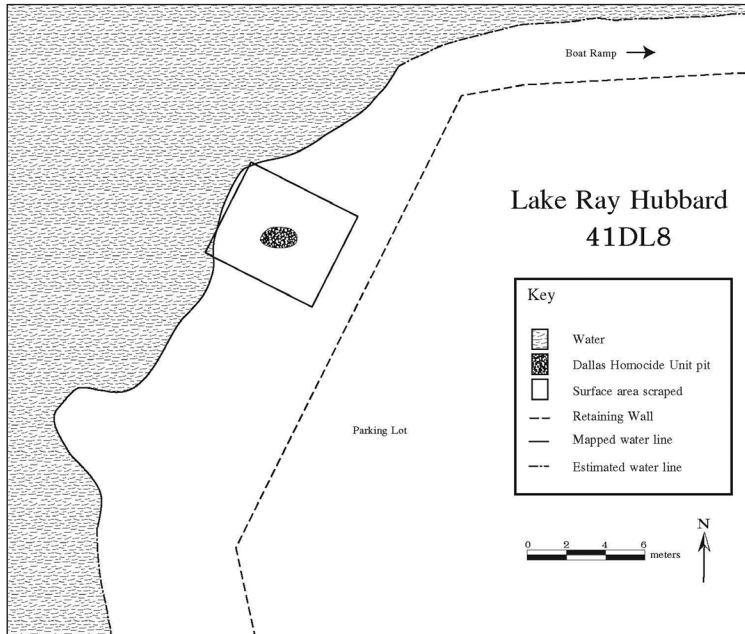 Boat Ramp
Lake Ray Hubbard
41DL8
Key
Water
Dallas Homocide Unit pit
Surface area scraped
Retaining Wall
Mapped water line
Estimated water line
Parking Lot
N
0 2 4 6
meters